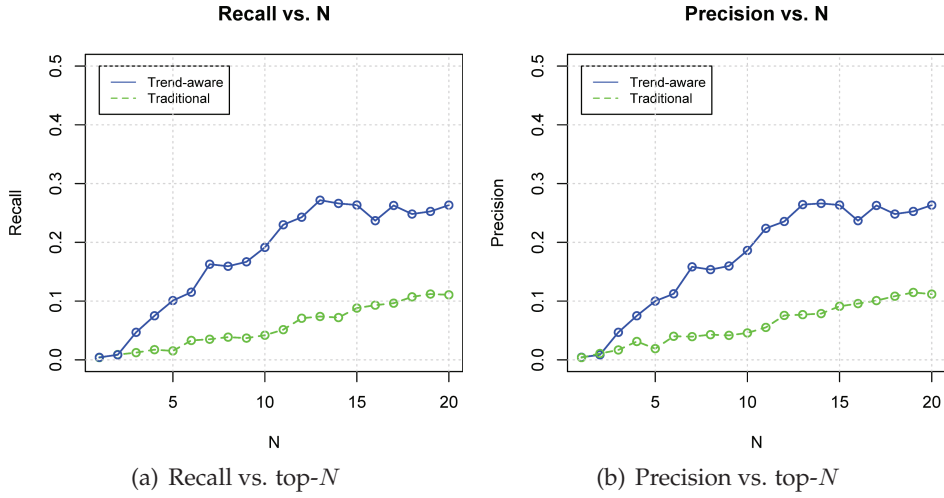 Recall vs. N
0.5
0.4
0.3
0.2
0.1
0.0
Recall
Trend-aware
Traditional
5 10 15 20
N
(a) Recall vs. top-N
Precision vs. N
0.5
0.4
0.3
0.2
0.1
0.0
Precision
Trend-aware
Traditional
5 10 15 20
N
(b) Precision vs. top-N